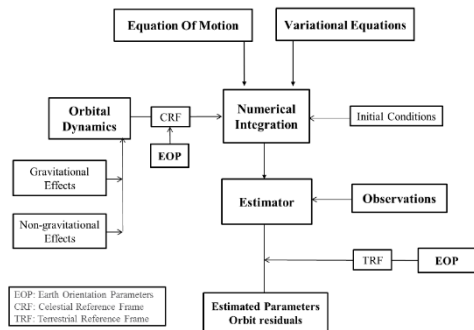 Equation Of Motion
Variational Equations
Orbital
Dynamics
CRF
Numerical
Integration
Initial Conditions
EOP
Gravitational
Effects
Estimator
Observations
Non-gravitational
Effects
TRF
EOP
EOP: Earth Orientation Parameters
CRF: Celestial Reference Frame
TRF: Terrestrial Reference Frame
Estimated Parameters
Orbit residuals